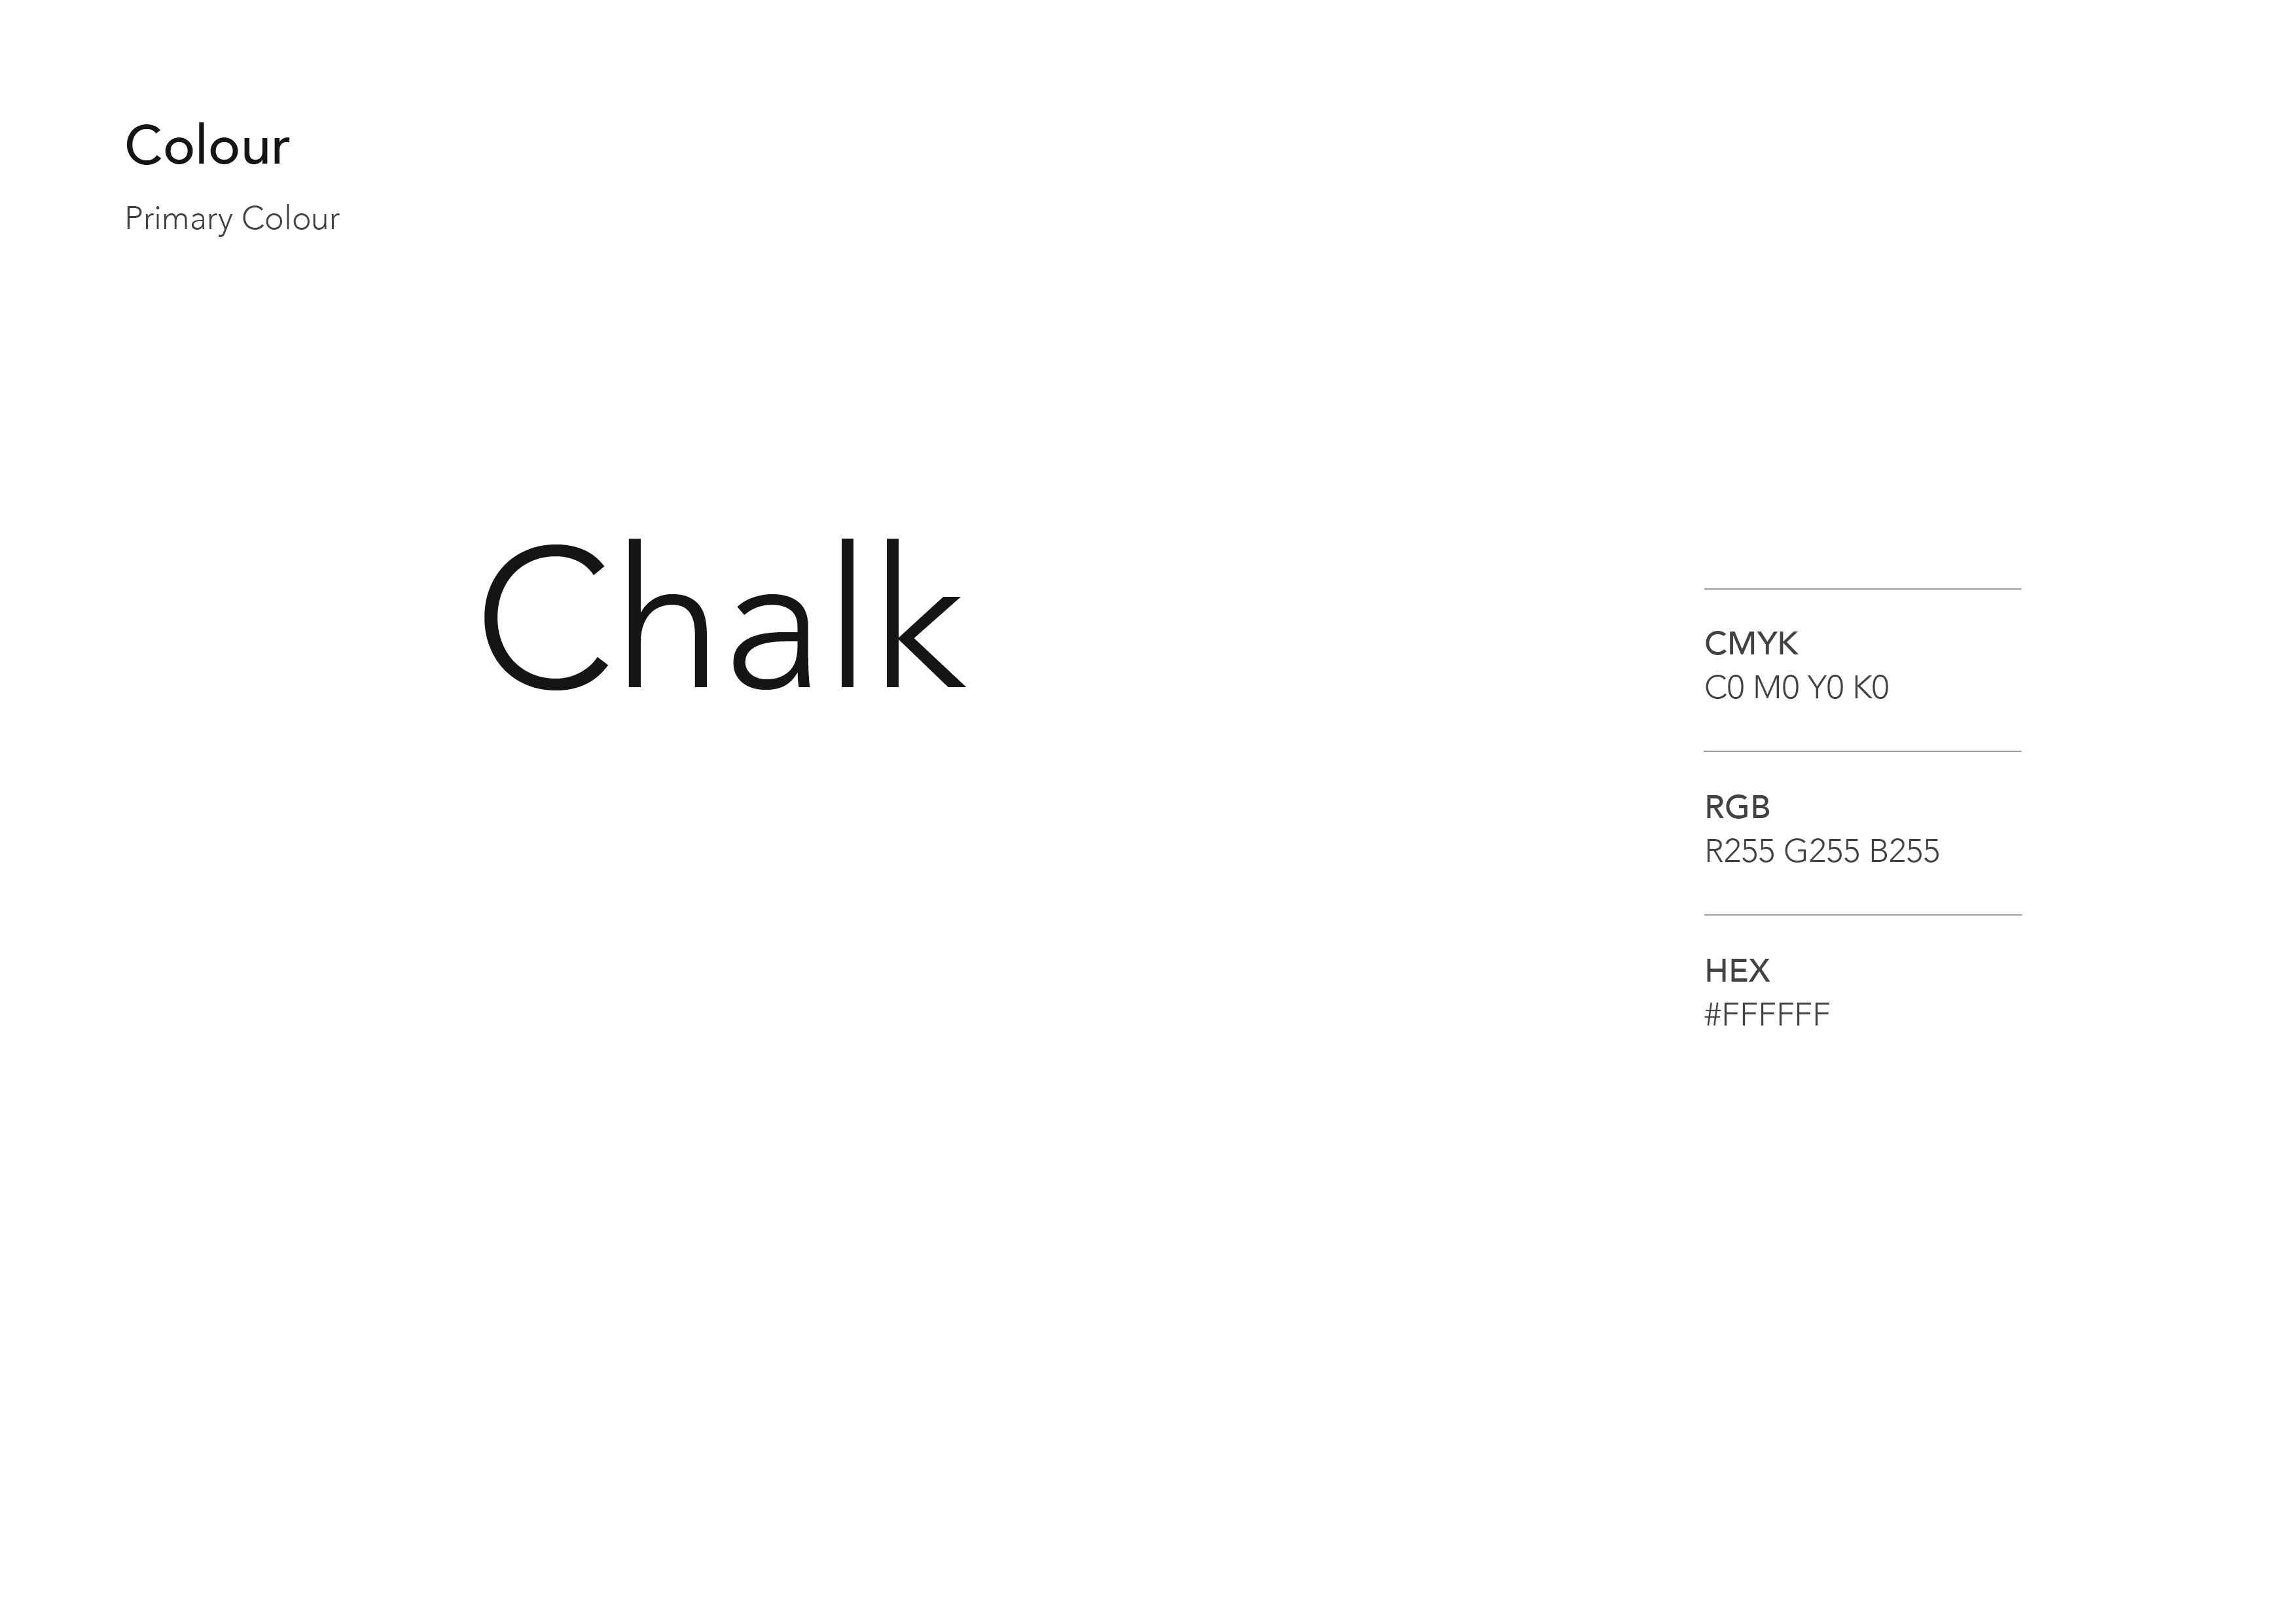 Colour
Primary Colour
Chalk
CMYK
C0 M0 Y0 K0
RGB
R255 G255 B255
HEX
#FFFFFF